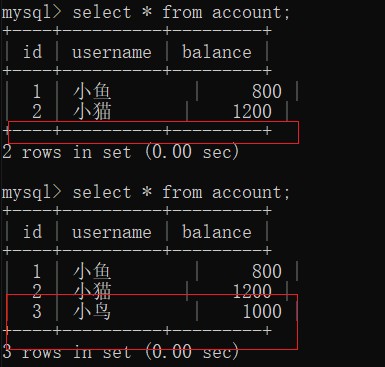 mysql> select * from account;
+----+----------+---------+
| id | username | balance |
+----+----------+---------+
| 1 | 小鱼 | 800 |
| 2 | 小猫 | 1200 |
+----+----------+---------+
2 rows in set (0.00 sec)
mysql> select * from account;
+----+----------+---------+
| id | username | balance |
+----+----------+---------+
| 1 | 小鱼 | 800 |
| 2 | 小猫 | 1200 |
| 3 | 小鸟 | 1000 |
+----+----------+---------+
3 rows in set (0.00 sec)